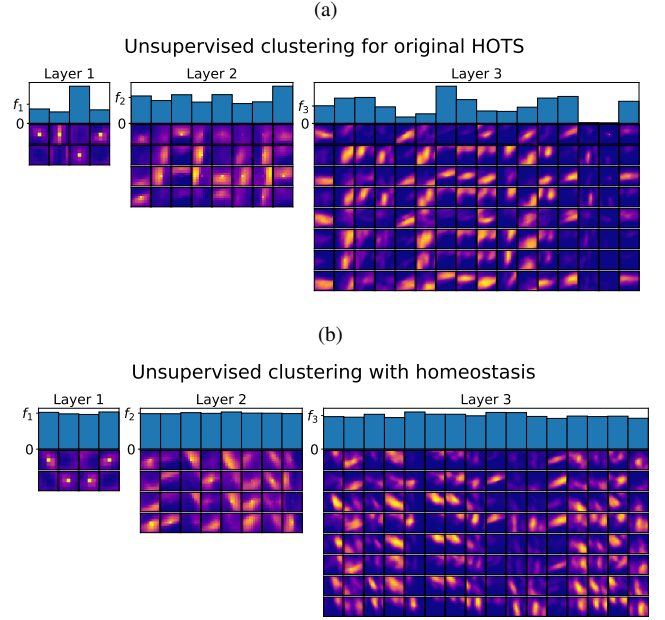 (a)
Unsupervised clustering for original HOTS
Layer 1 Layer 2 Layer 3
f1 f2 f3
0 0 0
(b)
Unsupervised clustering with homeostasis
Layer 1 Layer 2 Layer 3
f1 f2 f3
0 0 0